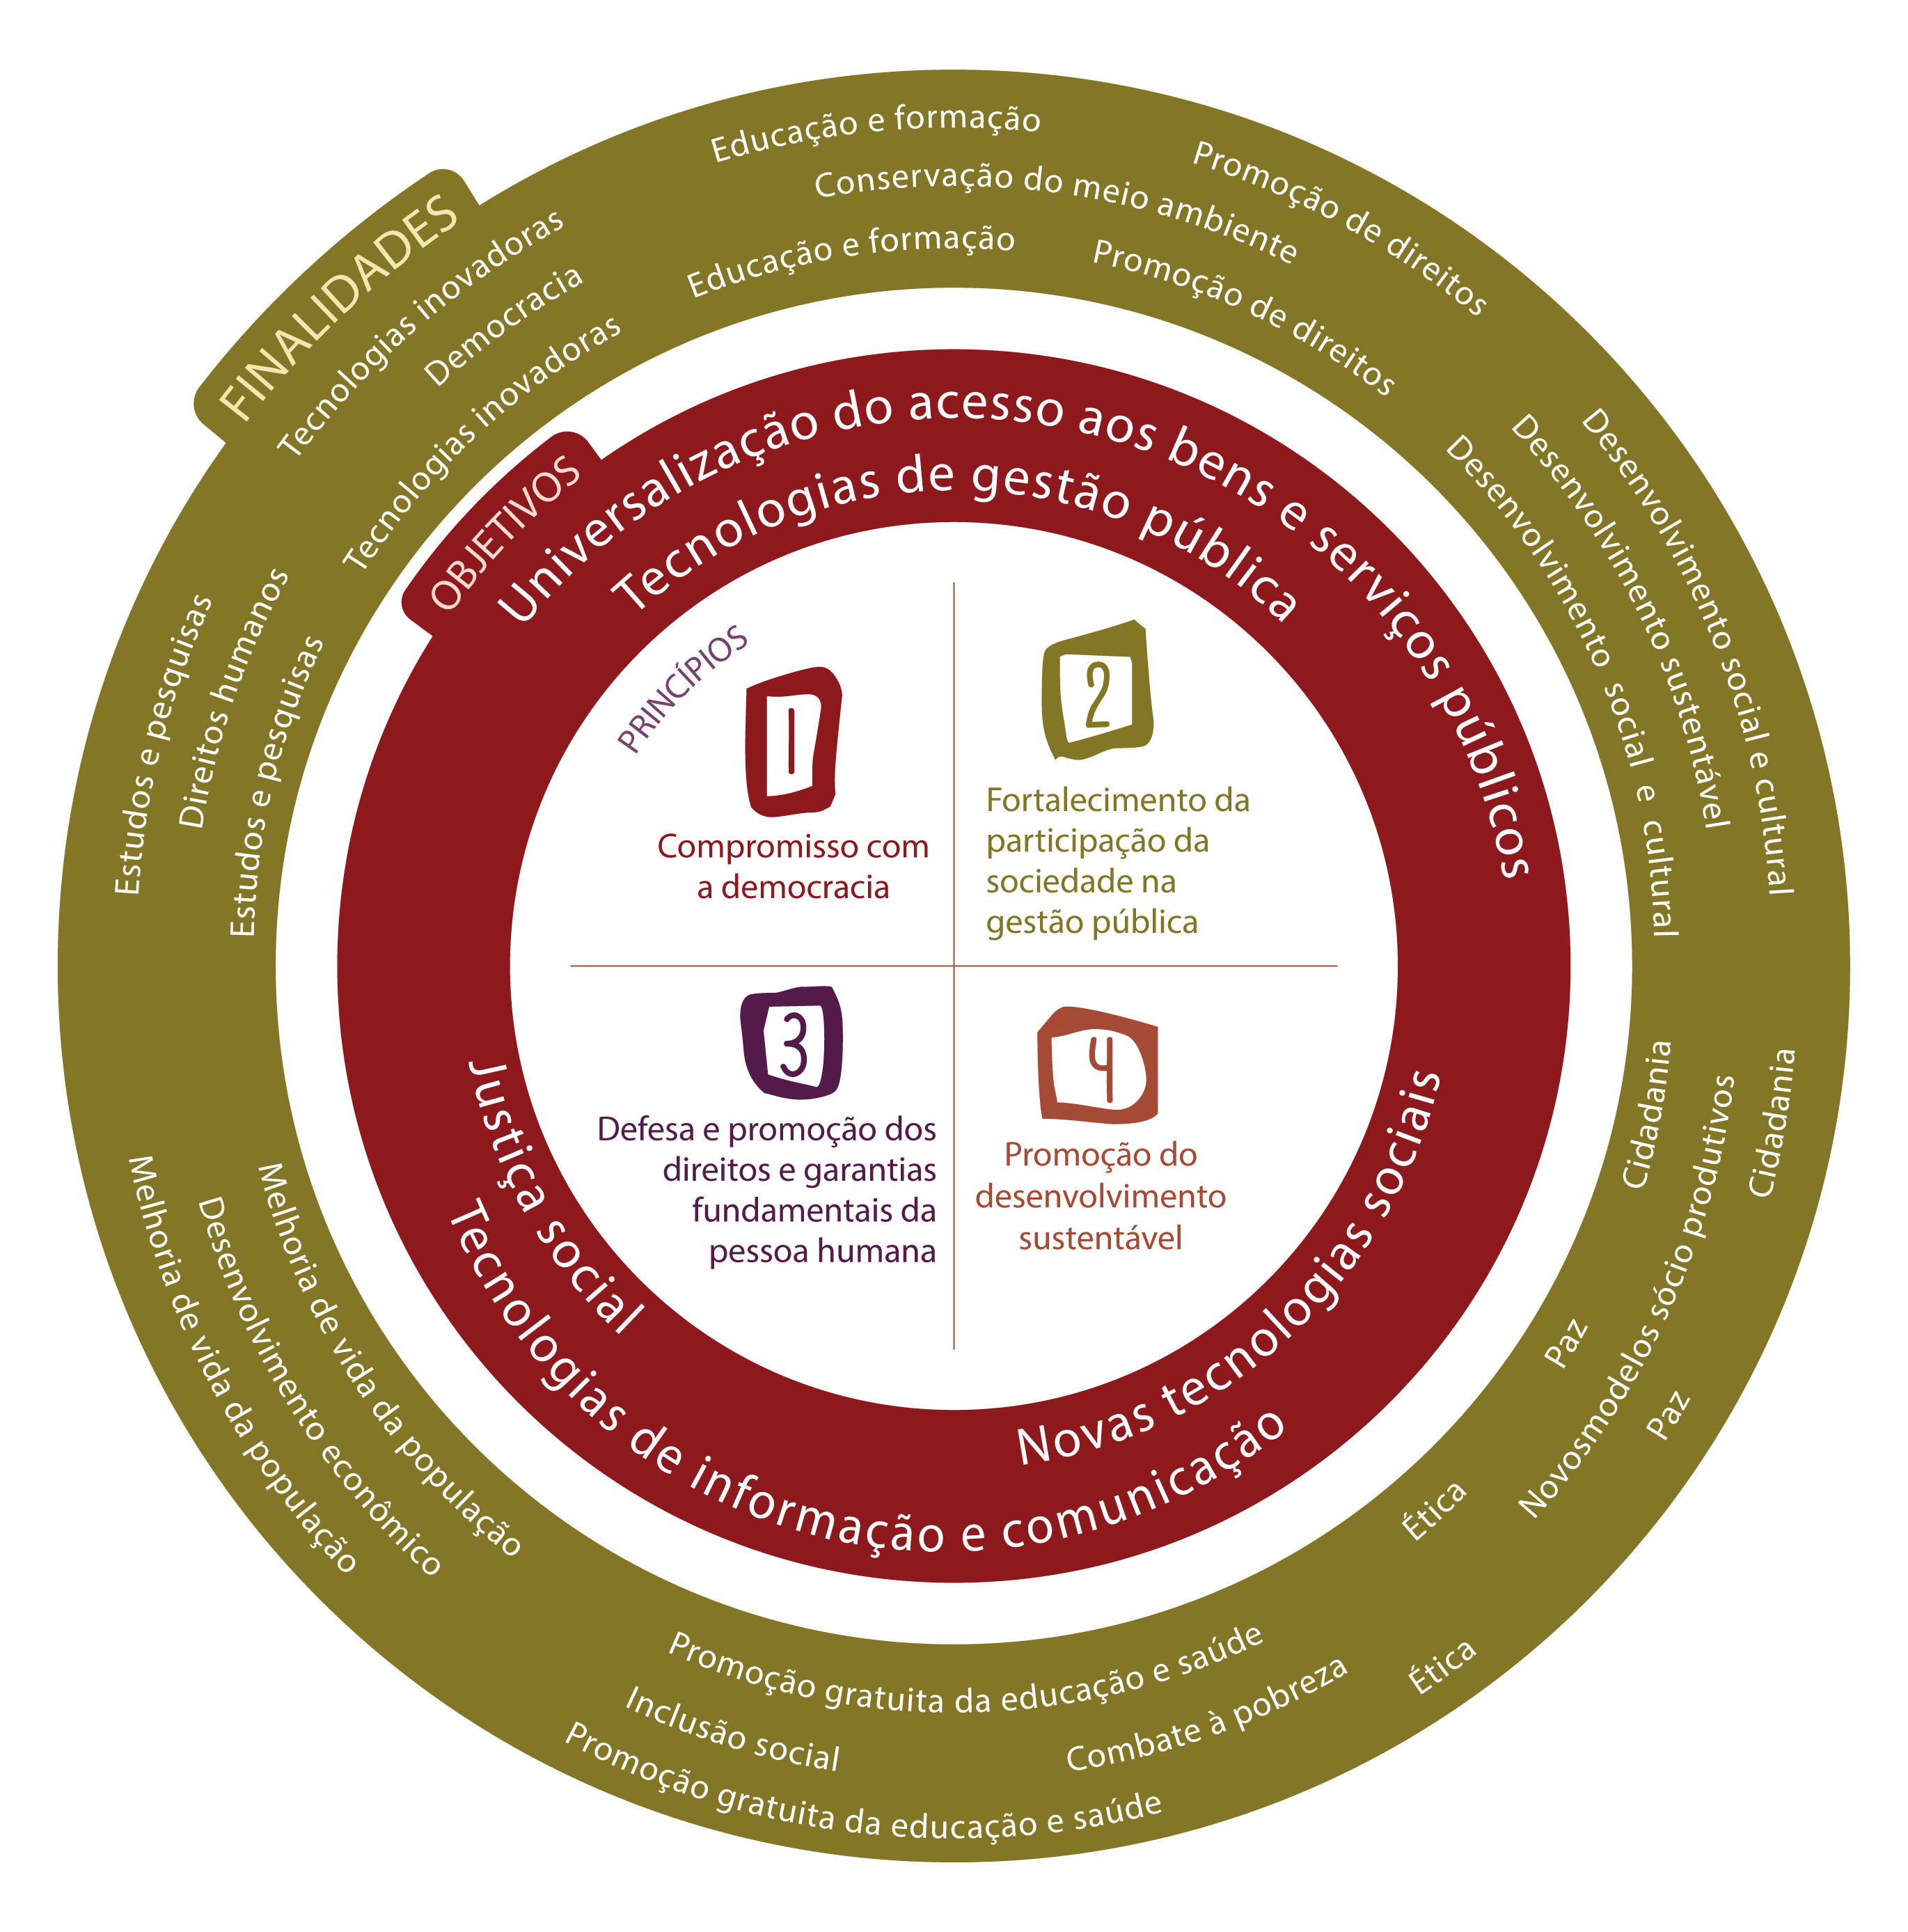 FINALIDADES
Tecnologias inovadoras
Educação e formação
Promoção de direitos
Desenvolvimento social e cultural
Cidadania
Paz
Ética
Promoção gratuita da educação e saúde
Melhoria de vida da população
Estudos e pesquisas
Democracia
Conservação do meio ambiente
Desenvolvimento sustentável
Novosmodelos sócio produtivos
Combate à pobreza
Inclusão social
Desenvolvimento econômico
Direitos humanos
Tecnologias inovadoras
Educação e formação
Promoção de direitos
Desenvolvimento social e cultural
Cidadania
Paz
Ética
Promoção gratuita da educação e saúde
Melhoria de vida da população
Estudos e pesquisas
OBJETIVOS
Universalização do acesso aos bens e serviços públicos
Tecnologias de gestão pública
Novas tecnologias sociais
Tecnologias de informação e comunicação
Justiça social
PRINCÍPIOS
1
Compromisso com
a democracia
2
Fortalecimento da
participação da
sociedade na
gestão pública
3
Defesa e promoção dos
direitos e garantias
fundamentais da
pessoa humana
4
Promoção do
desenvolvimento
sustentável